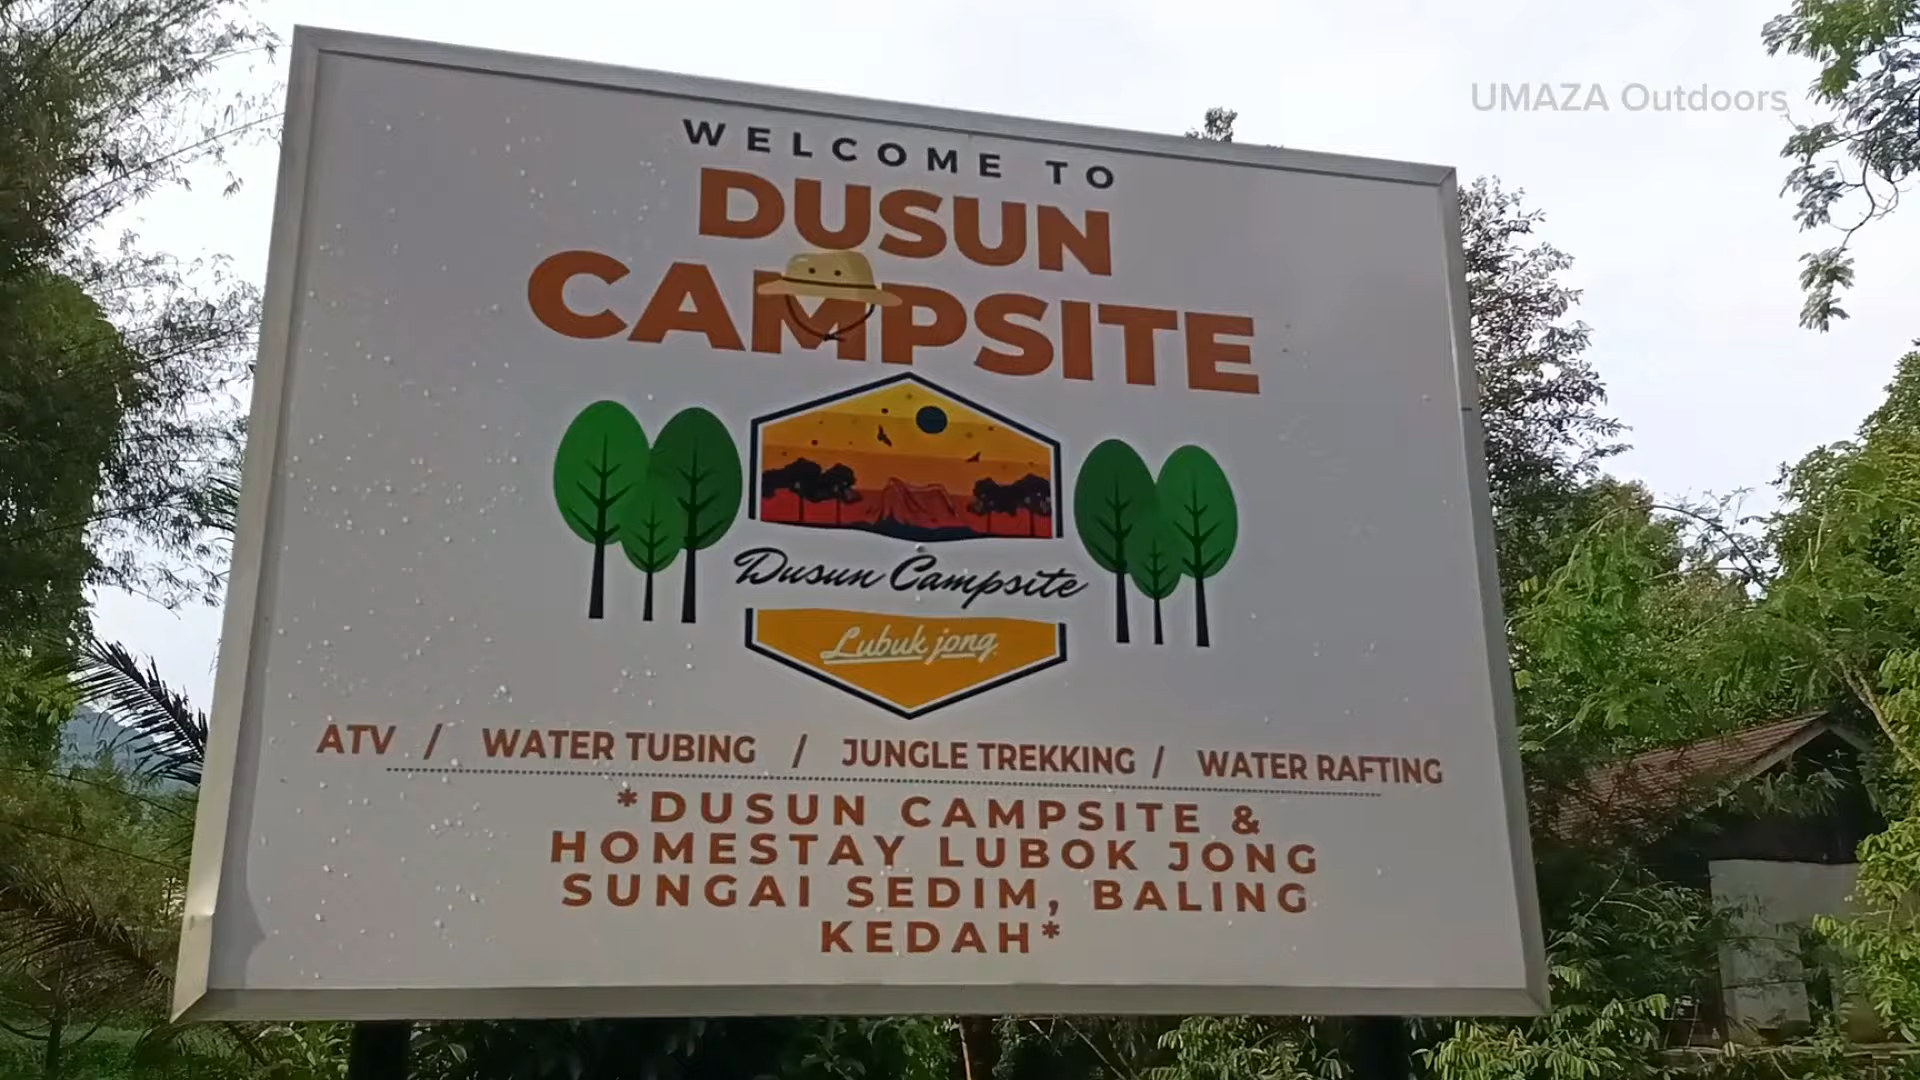 UMAZA Outdoors
WELCOME TO
DUSUN
CAMPSITE
Dusun Campsite
Lubuk jong
ATV / WATER TUBING / JUNGLE TREKKING / WATER RAFTING
*DUSUN CAMPSITE &
HOMESTAY LUBOK JONG
SUNGAI SEDIM, BALING
KEDAH*